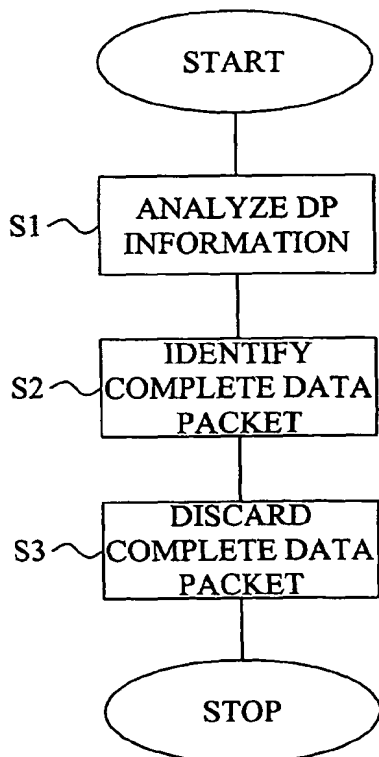 START
S1
ANALYZE DP
INFORMATION
S2
IDENTIFY
COMPLETE DATA
PACKET
S3
DISCARD
COMPLETE DATA
PACKET
STOP